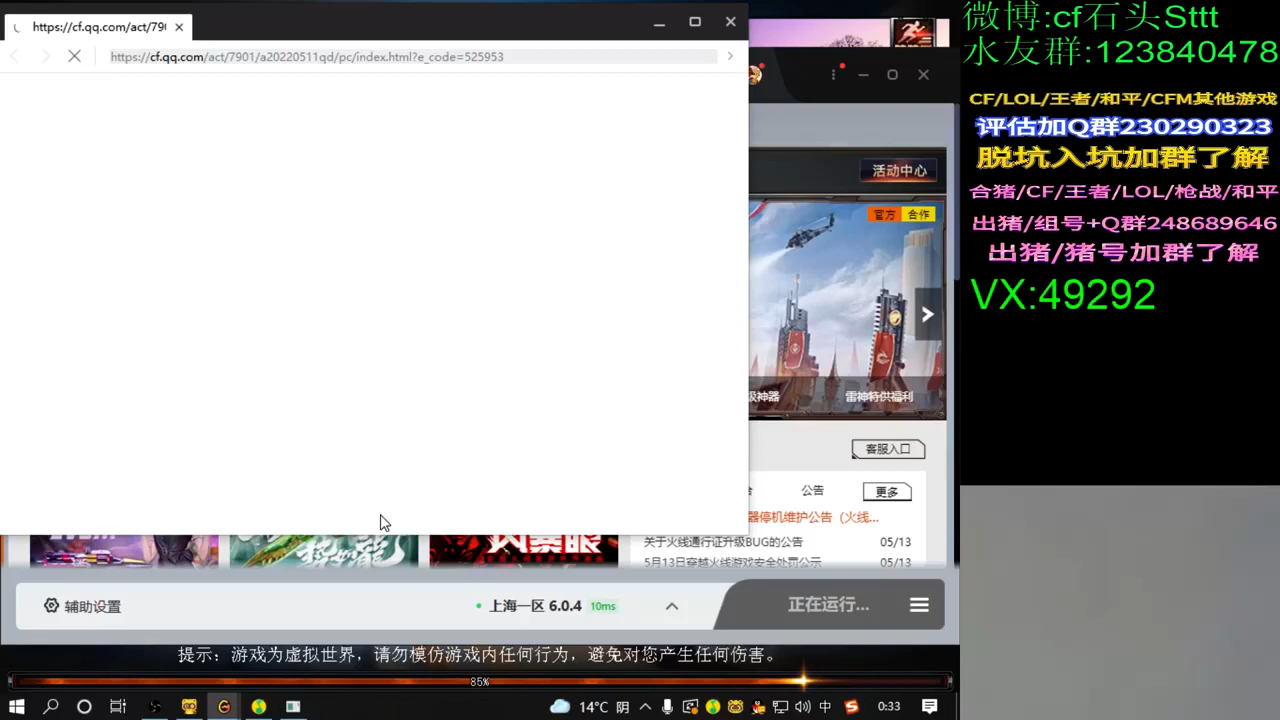 https://cf.qq.com/act/790
https://cf.qq.com/act/7901/a20220511qd/pc/index.html?e_code=525953
活动中心
官方 合作
级神器
雷神特供福利
客服入口
公告
更多
器停机维护公告（火线...
关于火线通行证升级BUG的公告 05/13
5月13日穿越火线游戏安全处罚公示 05/13
风暴眼
辅助设置
上海一区 6.0.4 10ms
正在运行...
提示：游戏为虚拟世界，请勿模仿游戏内任何行为，避免对您产生任何伤害。
85%
14°C 阴
中
0:33
微博:cf石头Sttt
水友群:123840478
CF/LOL/王者/和平/CFM其他游戏
评估加Q群230290323
脱坑入坑加群了解
合猪/CF/王者/LOL/枪战/和平
出猪/组号+Q群248689646
出猪/猪号加群了解
VX:49292